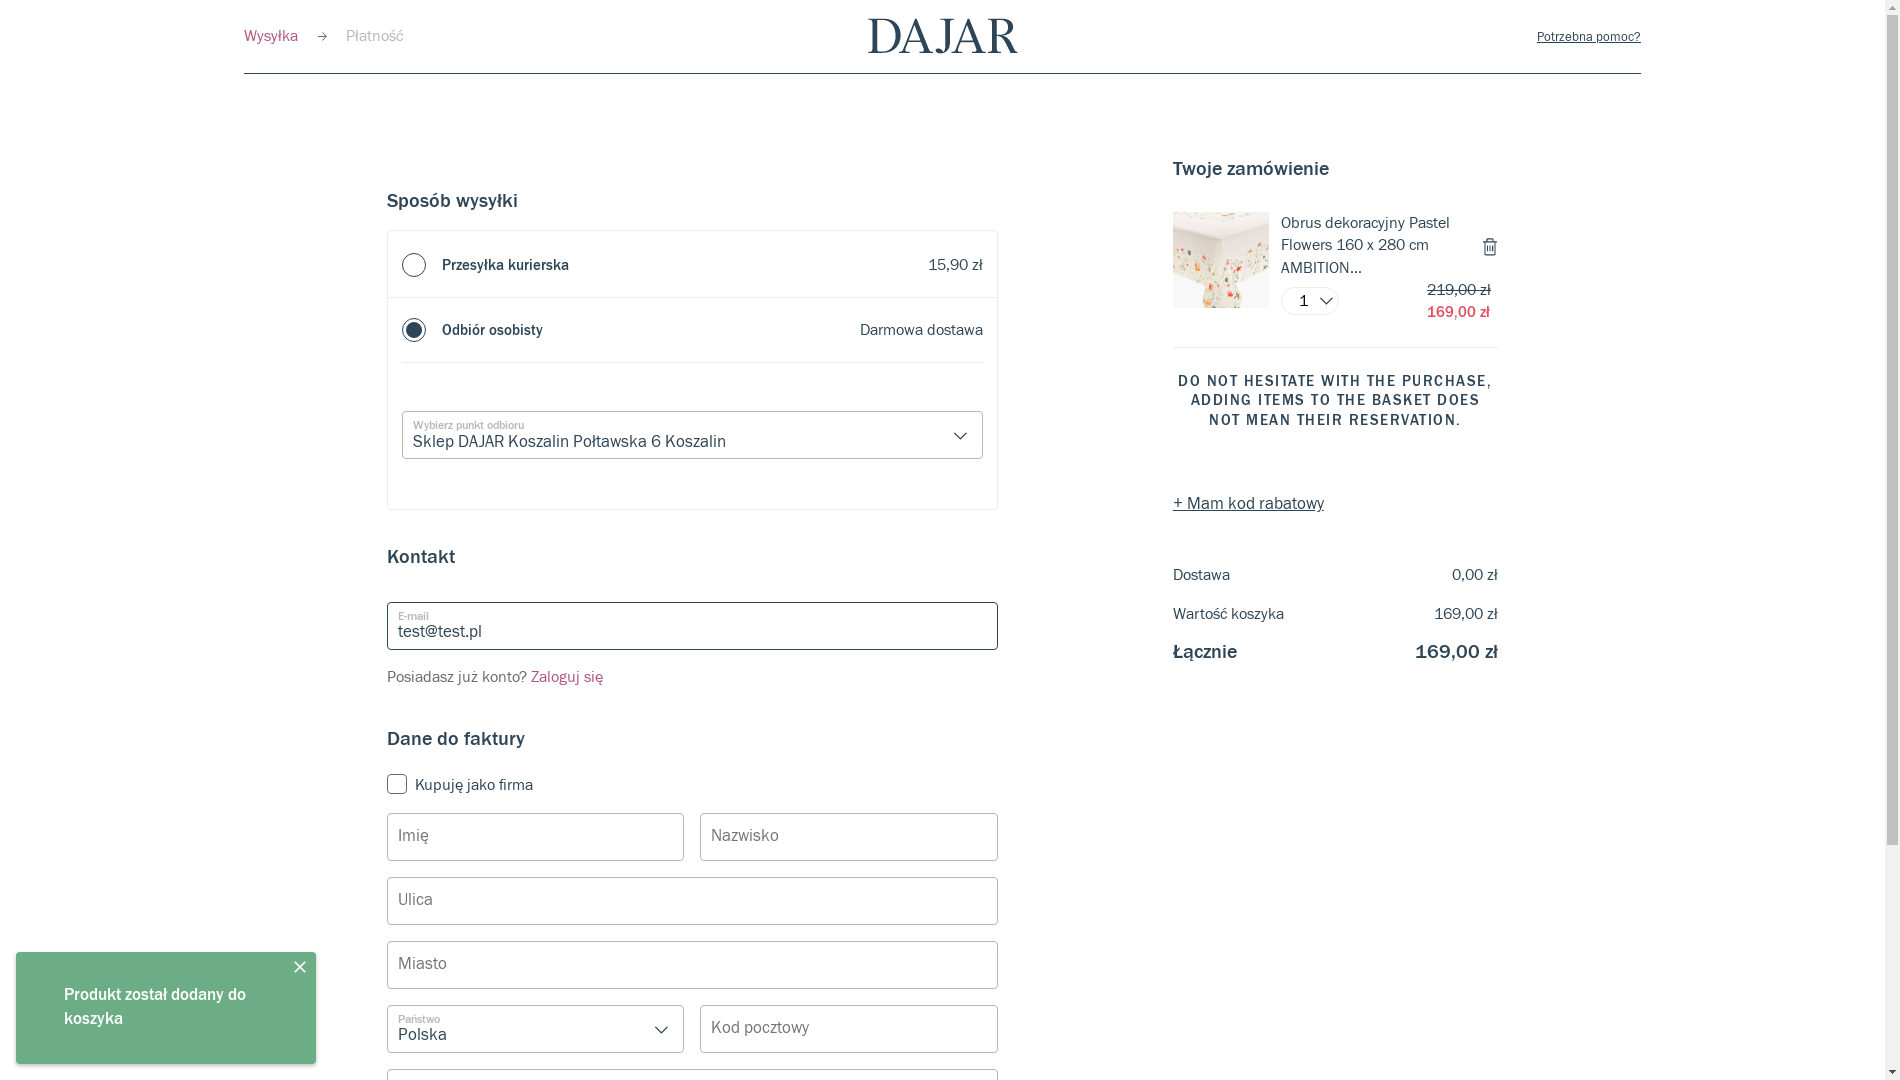 Wysyłka → Płatność
DAJAR
Potrzebna pomoc?
Sposób wysyłki
Przesyłka kurierska 15,90 zł
Odbiór osobisty Darmowa dostawa
Wybierz punkt odbioru
Sklep DAJAR Koszalin Połtawska 6 Koszalin
Kontakt
E-mail
test@test.pl
Posiadasz już konto? Zaloguj się
Dane do faktury
Kupuję jako firma
Imię
Nazwisko
Ulica
Miasto
Państwo
Polska
Kod pocztowy
Twoje zamówienie
Obrus dekoracyjny Pastel
Flowers 160 x 280 cm
AMBITION...
1
219,00 zł
169,00 zł
DO NOT HESITATE WITH THE PURCHASE,
ADDING ITEMS TO THE BASKET DOES
NOT MEAN THEIR RESERVATION.
+ Mam kod rabatowy
Dostawa 0,00 zł
Wartość koszyka 169,00 zł
Łącznie 169,00 zł
Produkt został dodany do
koszyka